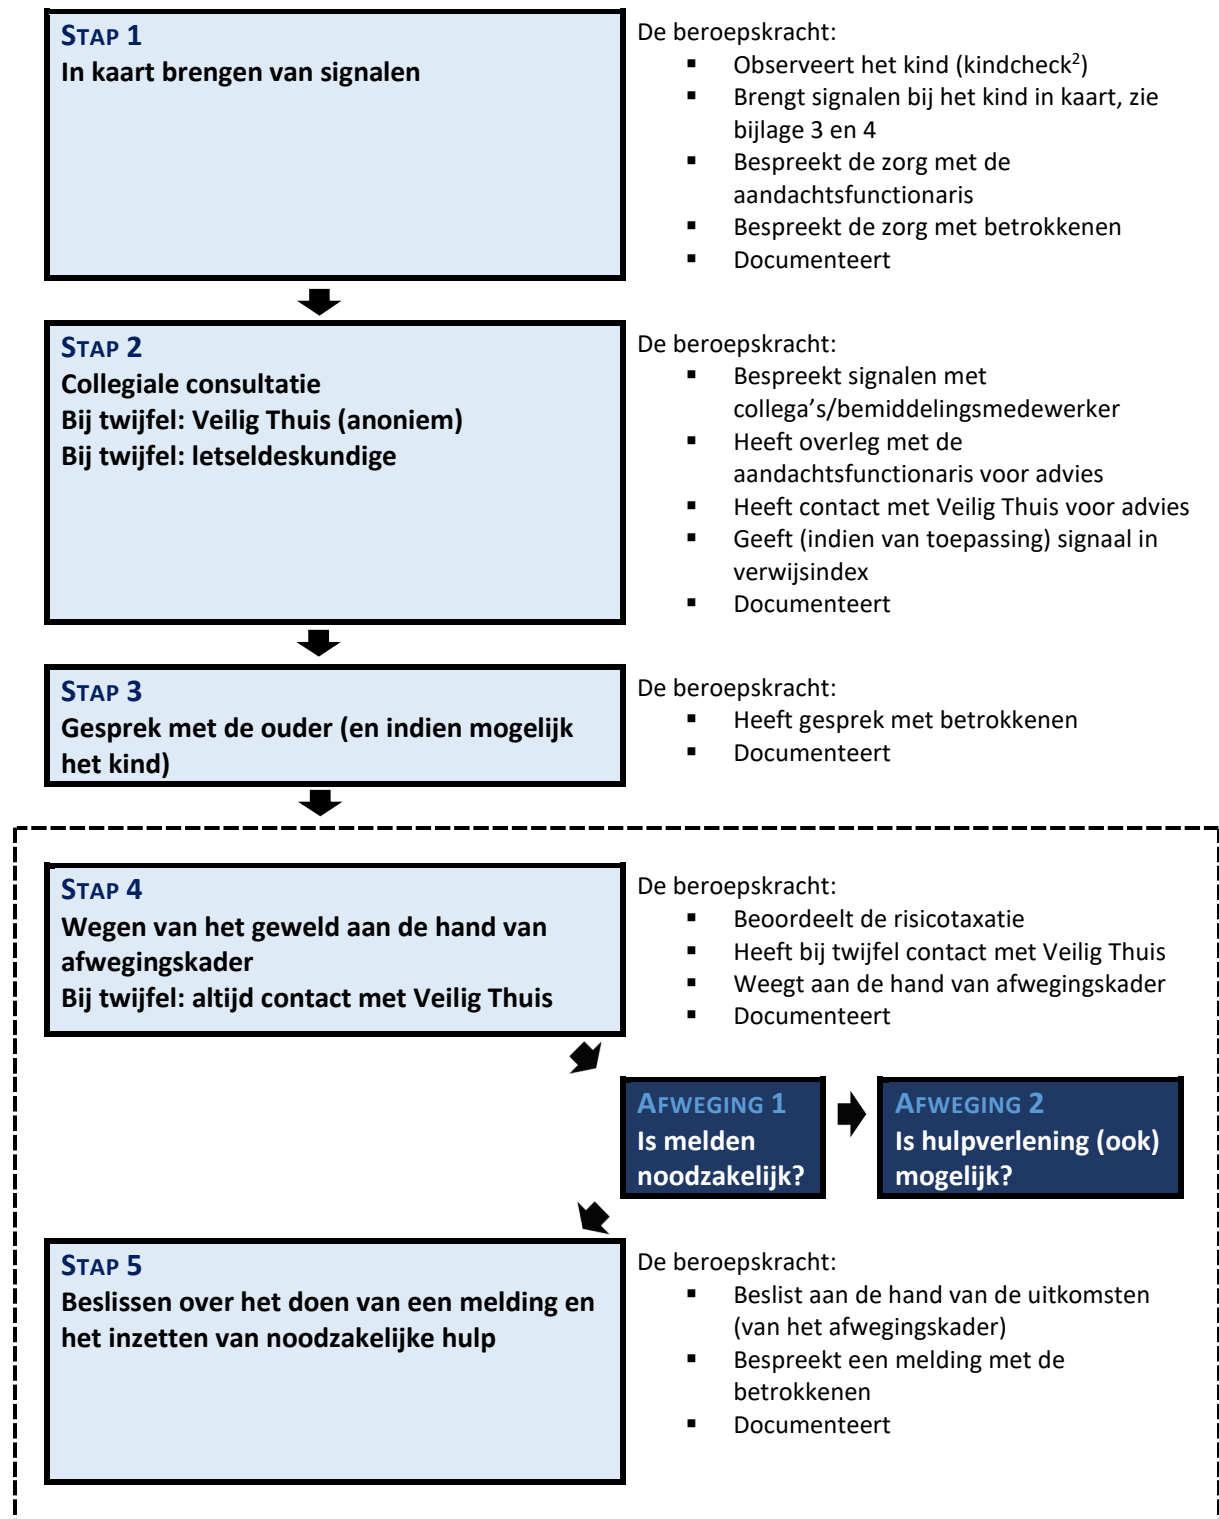 STAP 1
In kaart brengen van signalen
De beroepskracht:
▪ Observeert het kind (kindcheck²)
▪ Brengt signalen bij het kind in kaart, zie
bijlage 3 en 4
▪ Bespreekt de zorg met de
aandachtsfunctionaris
▪ Bespreekt de zorg met betrokkenen
▪ Documenteert
STAP 2
Collegiale consultatie
Bij twijfel: Veilig Thuis (anoniem)
Bij twijfel: letseldeskundige
De beroepskracht:
▪ Bespreekt signalen met
collega’s/bemiddelingsmedewerker
▪ Heeft overleg met de
aandachtsfunctionaris voor advies
▪ Heeft contact met Veilig Thuis voor advies
▪ Geeft (indien van toepassing) signaal in
verwijsindex
▪ Documenteert
STAP 3
Gesprek met de ouder (en indien mogelijk
het kind)
De beroepskracht:
▪ Heeft gesprek met betrokkenen
▪ Documenteert
STAP 4
Wegen van het geweld aan de hand van
afwegingskader
Bij twijfel: altijd contact met Veilig Thuis
De beroepskracht:
▪ Beoordeelt de risicotaxatie
▪ Heeft bij twijfel contact met Veilig Thuis
▪ Weegt aan de hand van afwegingskader
▪ Documenteert
AFWEGING 1
Is melden
noodzakelijk?
AFWEGING 2
Is hulpverlening (ook)
mogelijk?
STAP 5
Beslissen over het doen van een melding en
het inzetten van noodzakelijke hulp
De beroepskracht:
▪ Beslist aan de hand van de uitkomsten
(van het afwegingskader)
▪ Bespreekt een melding met de
betrokkenen
▪ Documenteert